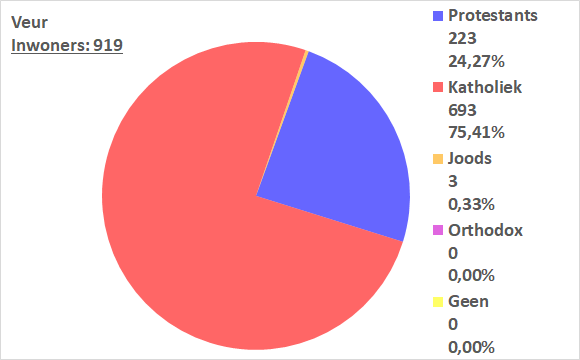 Veur
Inwoners: 919
Protestants
223
24,27%
Katholiek
693
75,41%
Joods
3
0,33%
Orthodox
0
0,00%
Geen
0
0,00%